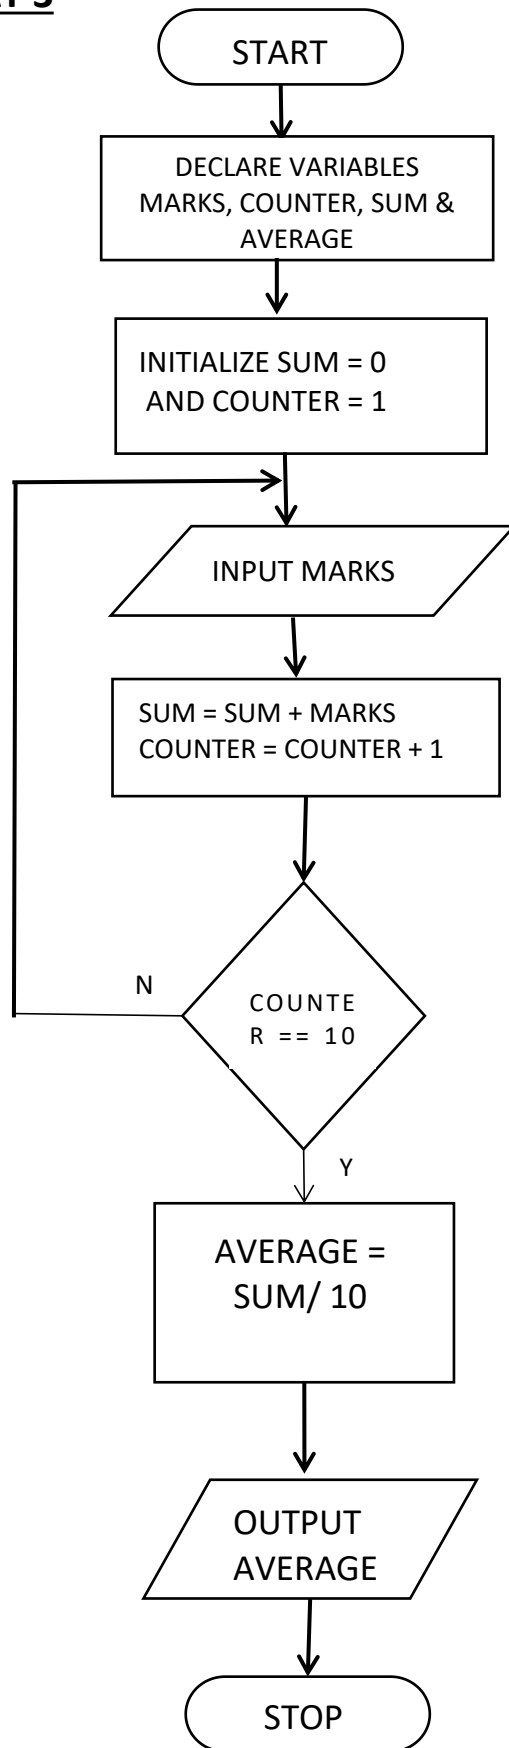 START
DECLARE VARIABLES
MARKS, COUNTER, SUM &
AVERAGE
INITIALIZE SUM = 0
AND COUNTER = 1
INPUT MARKS
SUM = SUM + MARKS
COUNTER = COUNTER + 1
N
COUNTE
R == 10
Y
AVERAGE =
SUM/ 10
OUTPUT
AVERAGE
STOP